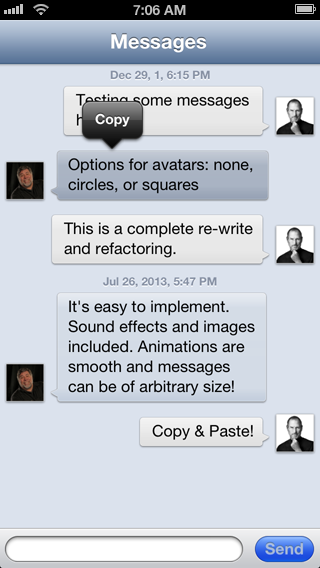 7:06 AM
Messages
Dec 29, 1, 6:15 PM
Testing some messages
Copy
Options for avatars: none,
circles, or squares
This is a complete re-write
and refactoring.
Jul 26, 2013, 5:47 PM
It's easy to implement.
Sound effects and images
included. Animations are
smooth and messages
can be of arbitrary size!
Copy & Paste!
Send